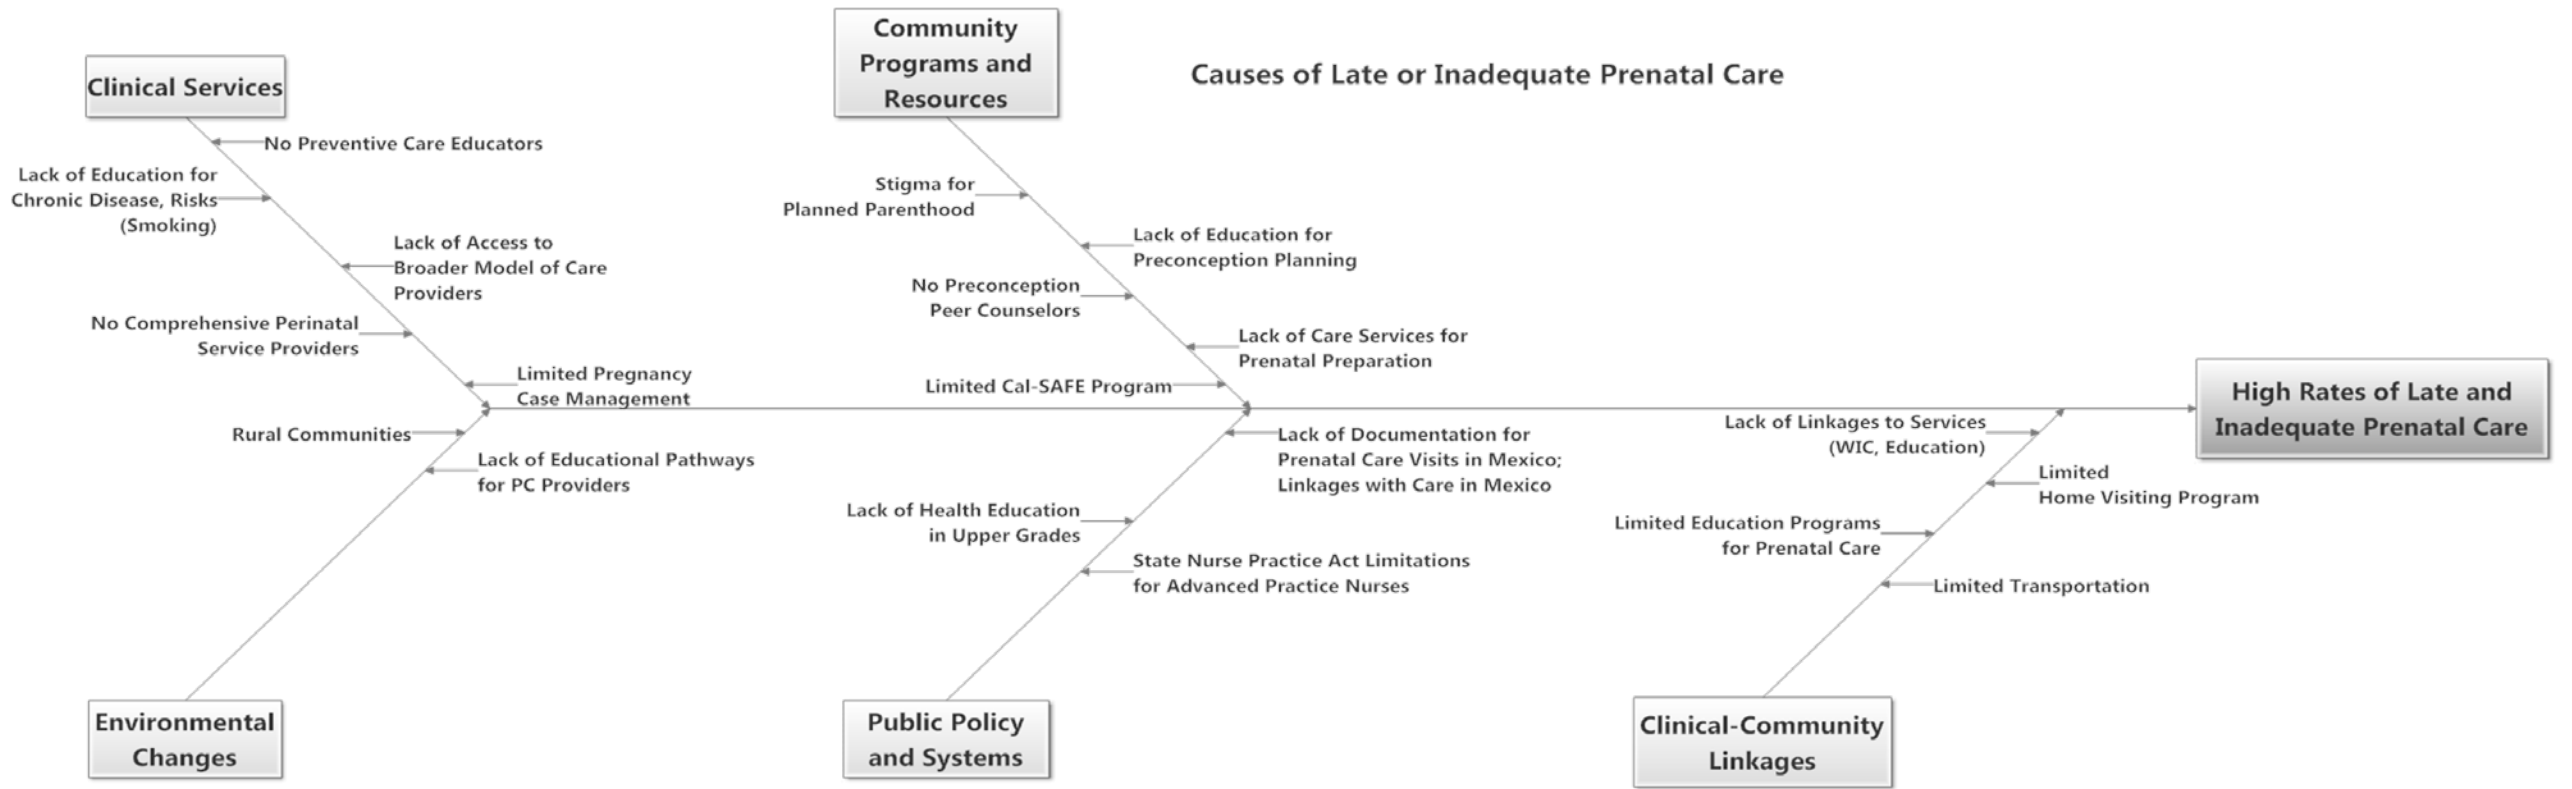 Causes of Late or Inadequate Prenatal Care
Clinical Services
No Preventive Care Educators
Lack of Education for
Chronic Disease, Risks
(Smoking)
Lack of Access to
Broader Model of Care
Providers
No Comprehensive Perinatal
Service Providers
Limited Pregnancy
Case Management
Community
Programs and
Resources
Stigma for
Planned Parenthood
Lack of Education for
Preconception Planning
No Preconception
Peer Counselors
Lack of Care Services for
Prenatal Preparation
Limited Cal-SAFE Program
Rural Communities
Lack of Educational Pathways
for PC Providers
Environmental
Changes
Lack of Documentation for
Prenatal Care Visits in Mexico;
Linkages with Care in Mexico
Lack of Health Education
in Upper Grades
State Nurse Practice Act Limitations
for Advanced Practice Nurses
Public Policy
and Systems
Lack of Linkages to Services
(WIC, Education)
Limited
Home Visiting Program
Limited Education Programs
for Prenatal Care
Limited Transportation
Clinical-Community
Linkages
High Rates of Late and
Inadequate Prenatal Care